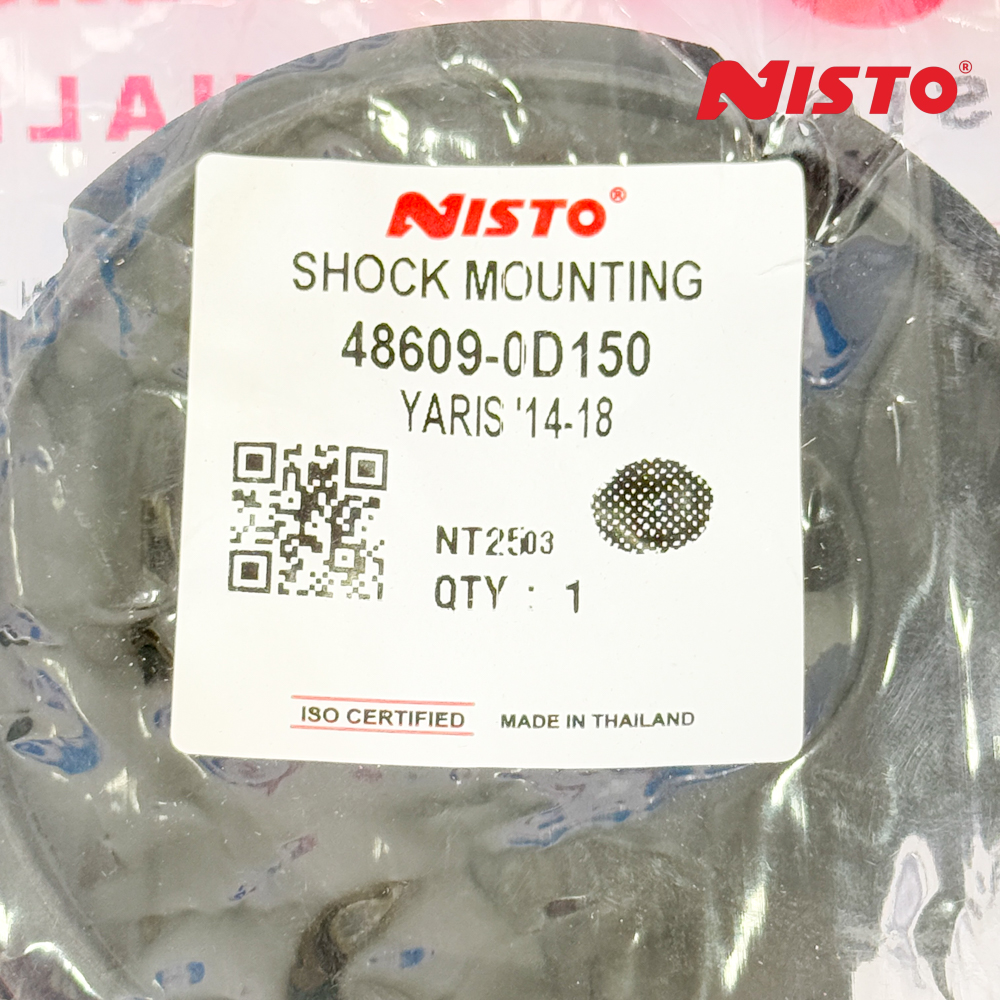 NISTO®
NISTO®
SHOCK MOUNTING
48609-0D150
YARIS '14-18
NT2503
QTY : 1
ISO CERTIFIED
MADE IN THAILAND